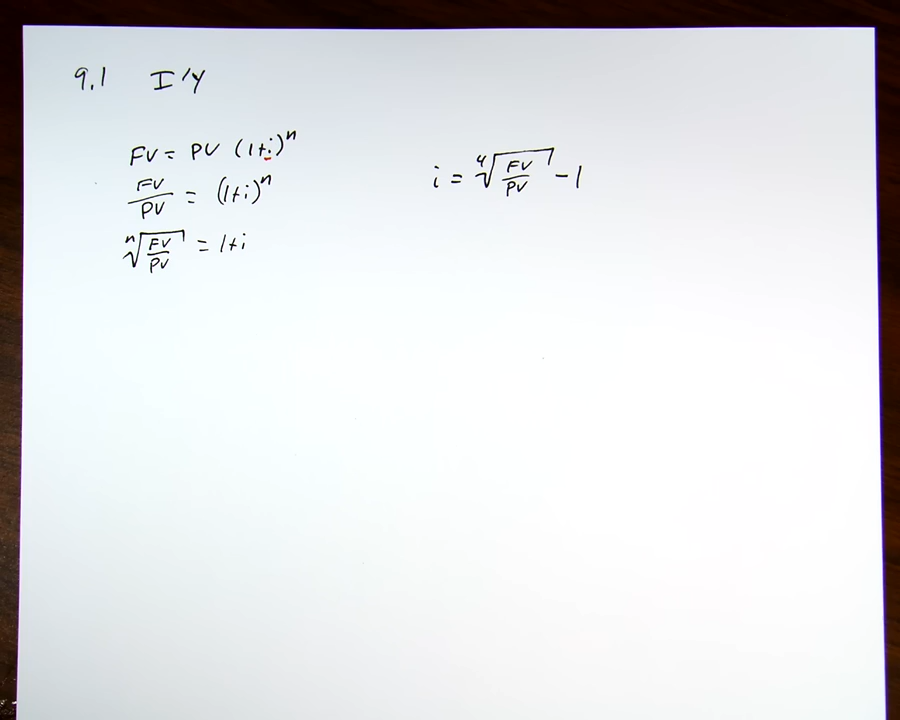 9.1 I/Y
FV = PV (1+i)^n
FV/PV = (1+i)^n
ⁿ√(FV/PV) = 1+i
i = ⁴√(FV/PV) - 1